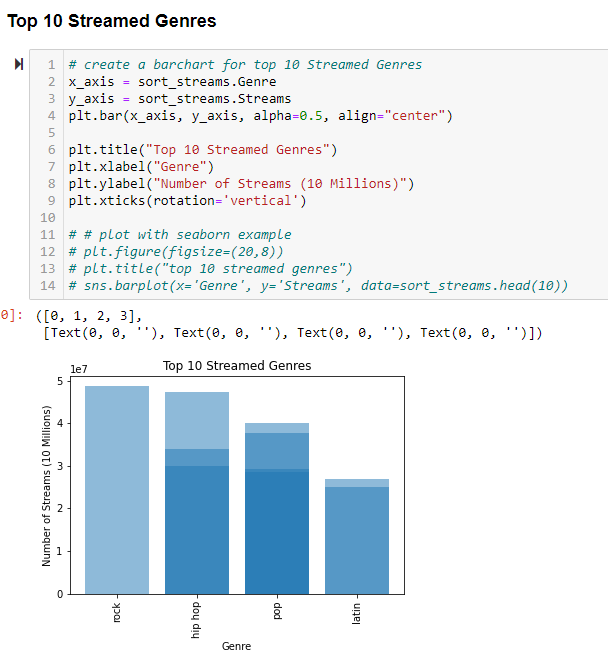 Top 10 Streamed Genres
1 # create a barchart for top 10 Streamed Genres
2 x_axis = sort_streams.Genre
3 y_axis = sort_streams.Streams
4 plt.bar(x_axis, y_axis, alpha=0.5, align="center")
5
6 plt.title("Top 10 Streamed Genres")
7 plt.xlabel("Genre")
8 plt.ylabel("Number of Streams (10 Millions)")
9 plt.xticks(rotation='vertical')
10
11 # # plot with seaborn example
12 # plt.figure(figsize=(20,8))
13 # plt.title("top 10 streamed genres")
14 # sns.barplot(x='Genre', y='Streams', data=sort_streams.head(10))
0]: ([0, 1, 2, 3],
[Text(0, 0, ''), Text(0, 0, ''), Text(0, 0, ''), Text(0, 0, '')])
Top 10 Streamed Genres
1e7
5
4
3
2
1
0
Number of Streams (10 Millions)
rock
hip hop
pop
latin
Genre